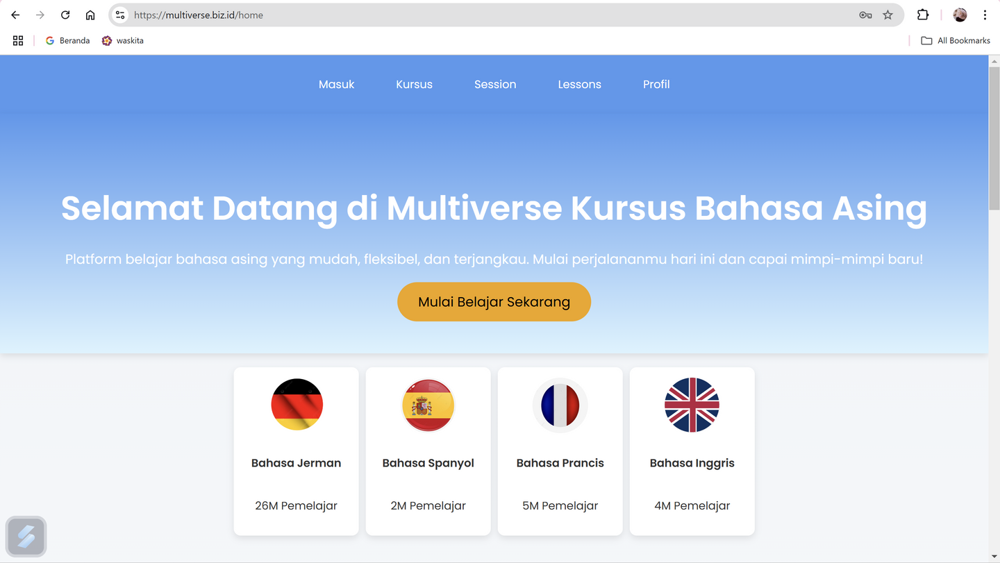 https://multiverse.biz.id/home
Beranda
waskita
All Bookmarks
Masuk
Kursus
Session
Lessons
Profil
Selamat Datang di Multiverse Kursus Bahasa Asing
Platform belajar bahasa asing yang mudah, fleksibel, dan terjangkau. Mulai perjalananmu hari ini dan capai mimpi-mimpi baru!
Mulai Belajar Sekarang
Bahasa Jerman
26M Pemelajar
Bahasa Spanyol
2M Pemelajar
Bahasa Prancis
5M Pemelajar
Bahasa Inggris
4M Pemelajar